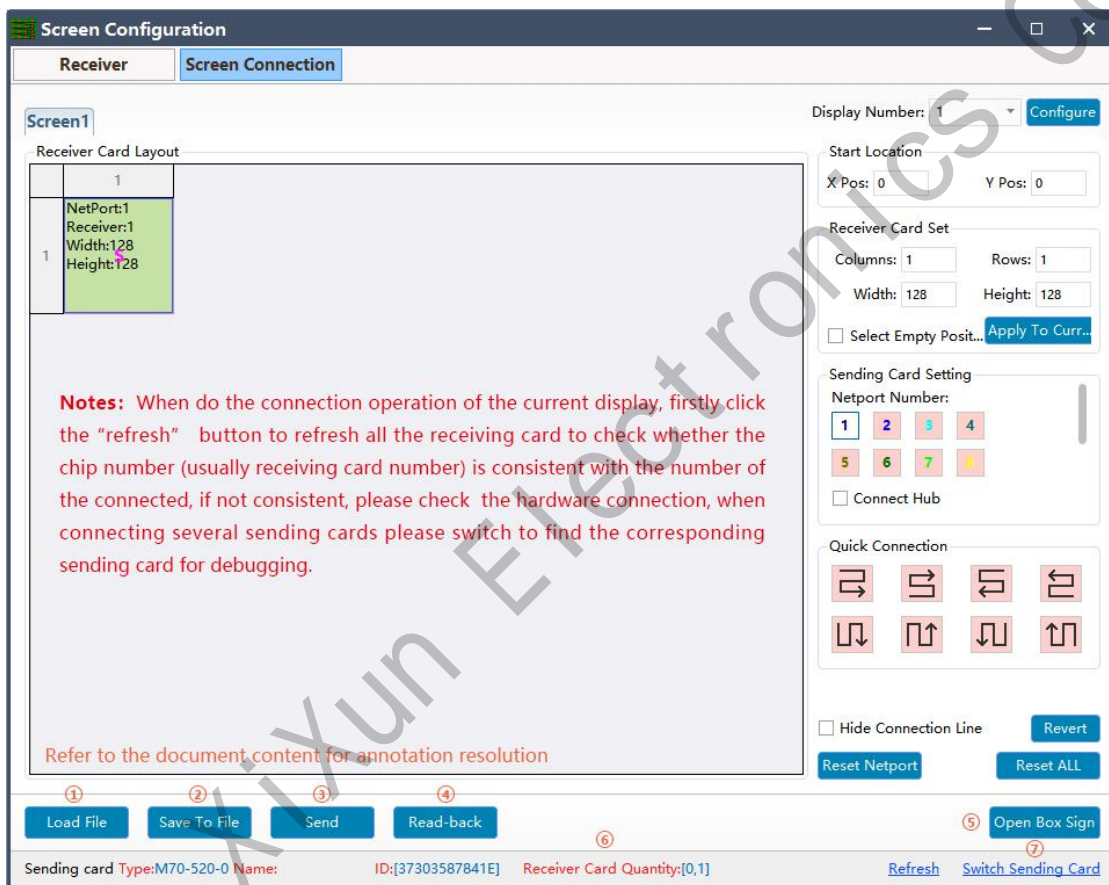 Screen Configuration
Receiver
Screen Connection
Screen1
Display Number: 1
Configure
Receiver Card Layout
1
1
NetPort:1
Receiver:1
Width:128
Height:128
S
Notes: When do the connection operation of the current display, firstly click
the “refresh” button to refresh all the receiving card to check whether the
chip number (usually receiving card number) is consistent with the number of
the connected, if not consistent, please check the hardware connection, when
connecting several sending cards please switch to find the corresponding
sending card for debugging.
Refer to the document content for annotation resolution
Start Location
X Pos: 0 Y Pos: 0
Receiver Card Set
Columns: 1 Rows: 1
Width: 128 Height: 128
Select Empty Posit... Apply To Curr...
Sending Card Setting
Netport Number:
1 2 3 4
5 6 7 8
Connect Hub
Quick Connection
Hide Connection Line Revert
Reset Netport Reset ALL
① ② ③ ④
Load File Save To File Send Read-back ⑤ Open Box Sign
⑥ ⑦
Sending card Type:M70-520-0 Name: ID:[37303587841E] Receiver Card Quantity:[0,1] Refresh Switch Sending Card
XiXun Electronics Co